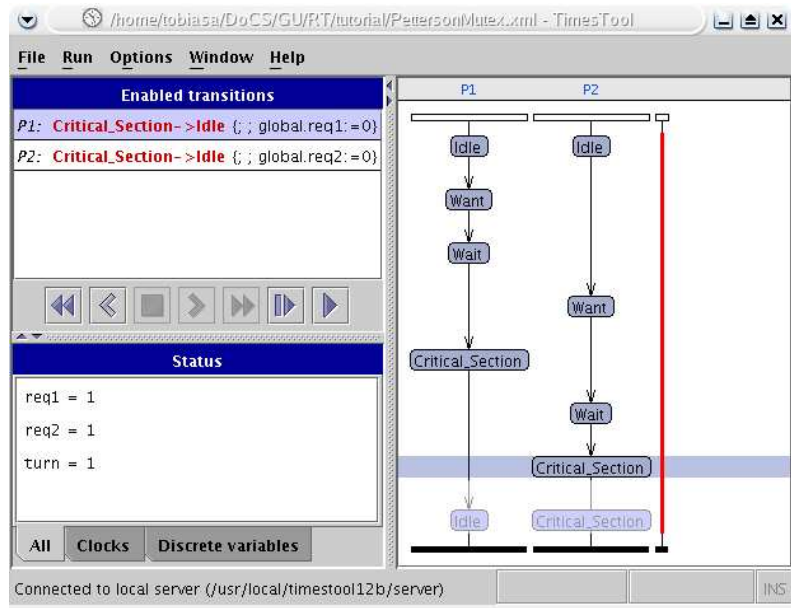 /home/tobiasa/DoCS/GU/RT/tutorial/PettersonMutex.xml - TimesTool
File Run Options Window Help
Enabled transitions
P1: Critical_Section->Idle {; ; global.req1:=0}
P2: Critical_Section->Idle {; ; global.req2:=0}
Status
req1 = 1
req2 = 1
turn = 1
All Clocks Discrete variables
P1 P2
Idle Idle
Want
Wait
Want
Critical_Section
Wait
Critical_Section
Idle Critical_Section
Connected to local server (/usr/local/timestool12b/server)
INS